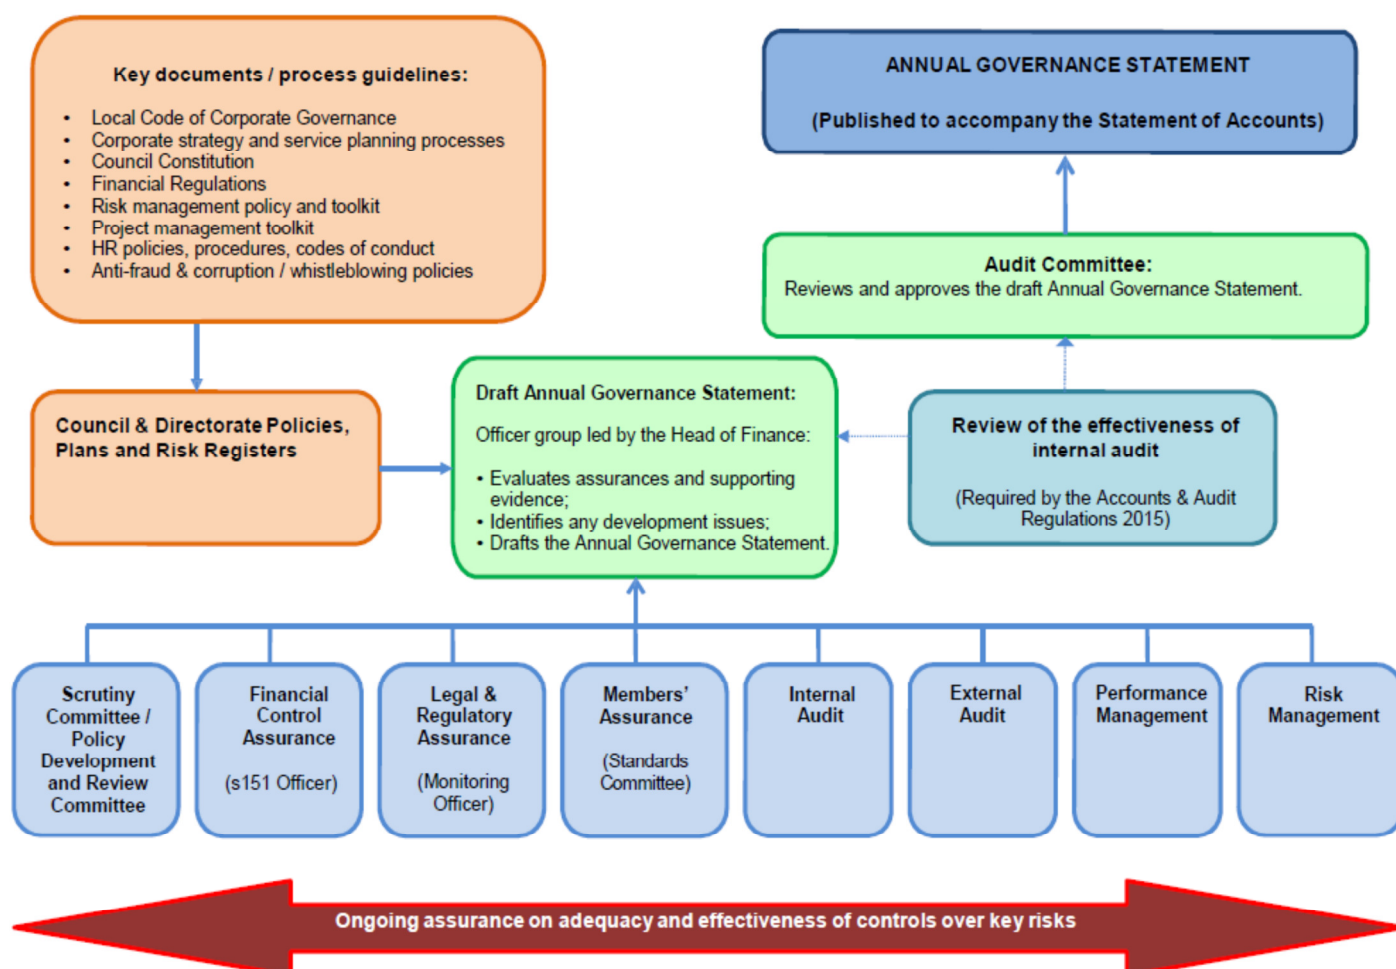 Key documents / process guidelines:
• Local Code of Corporate Governance
• Corporate strategy and service planning processes
• Council Constitution
• Financial Regulations
• Risk management policy and toolkit
• Project management toolkit
• HR policies, procedures, codes of conduct
• Anti-fraud & corruption / whistleblowing policies
ANNUAL GOVERNANCE STATEMENT
(Published to accompany the Statement of Accounts)
Audit Committee:
Reviews and approves the draft Annual Governance Statement.
Council & Directorate Policies,
Plans and Risk Registers
Draft Annual Governance Statement:
Officer group led by the Head of Finance:
• Evaluates assurances and supporting
evidence;
• Identifies any development issues;
• Drafts the Annual Governance Statement.
Review of the effectiveness of
internal audit
(Required by the Accounts & Audit
Regulations 2015)
Scrutiny
Committee /
Policy
Development
and Review
Committee
Financial
Control
Assurance
(s151 Officer)
Legal &
Regulatory
Assurance
(Monitoring
Officer)
Members’
Assurance
(Standards
Committee)
Internal
Audit
External
Audit
Performance
Management
Risk
Management
Ongoing assurance on adequacy and effectiveness of controls over key risks